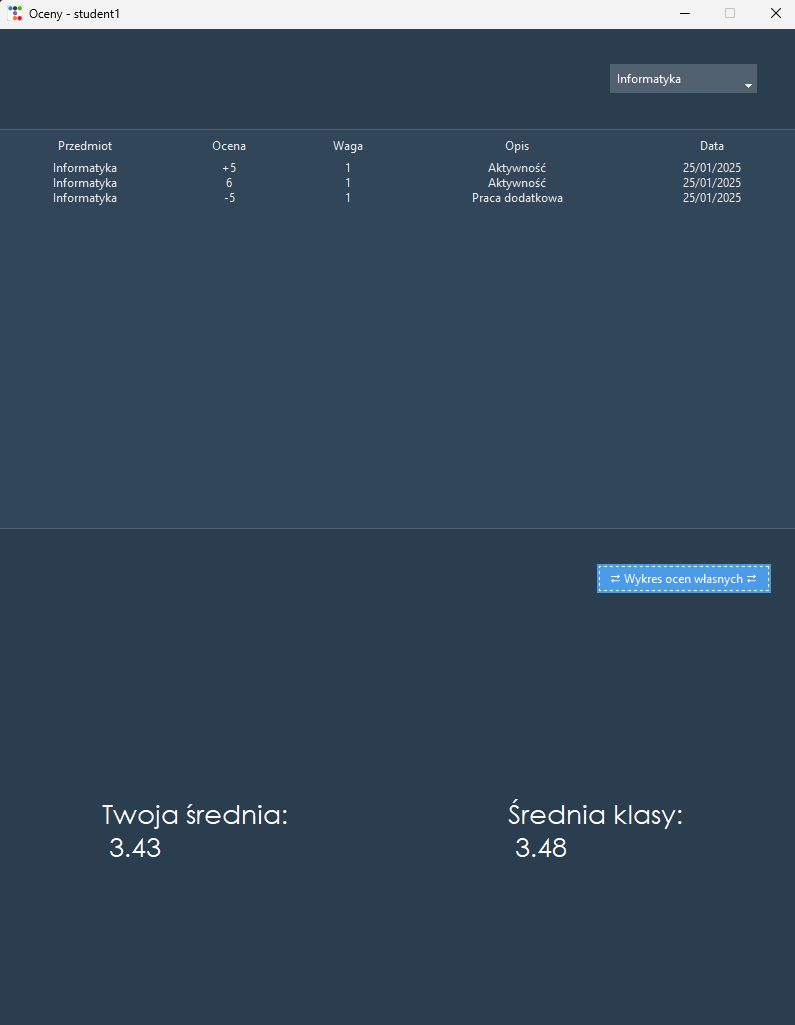 Oceny - student1
Informatyka
Przedmiot Ocena Waga Opis Data
Informatyka +5 1 Aktywność 25/01/2025
Informatyka 6 1 Aktywność 25/01/2025
Informatyka -5 1 Praca dodatkowa 25/01/2025
⇄ Wykres ocen własnych ⇄
Twoja średnia: Średnia klasy:
3.43 3.48